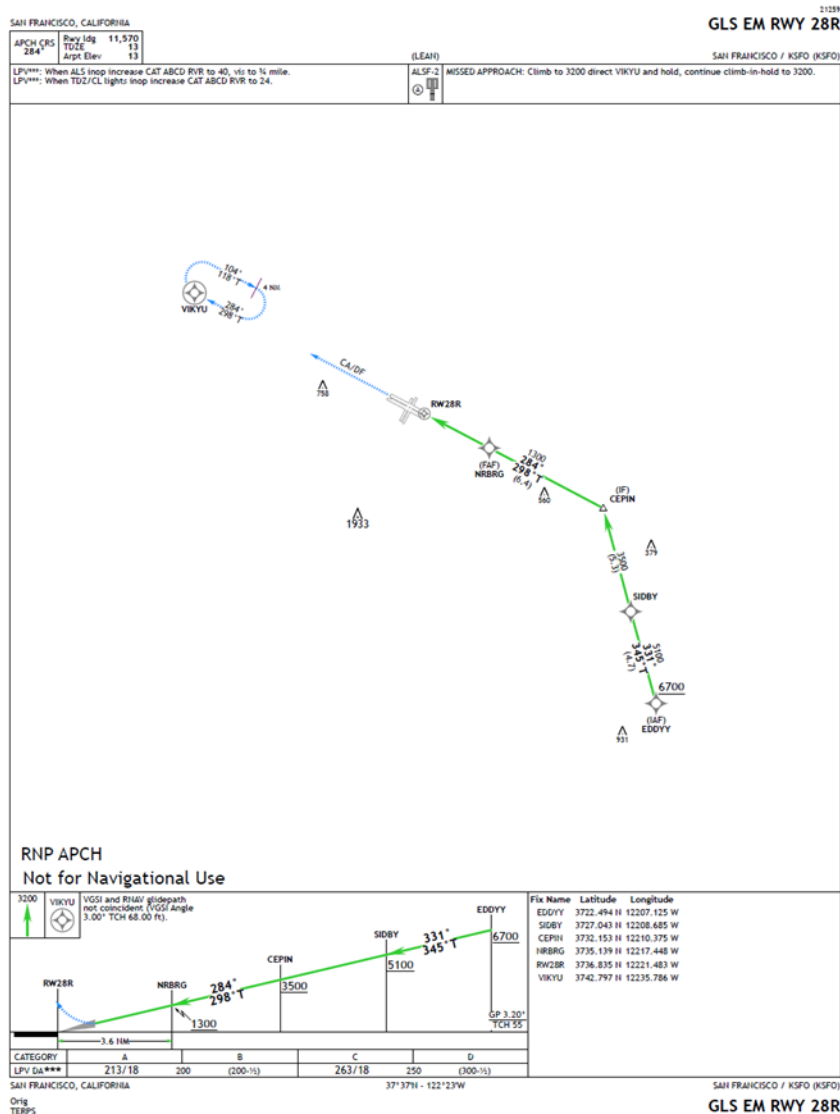 21259
SAN FRANCISCO, CALIFORNIA
GLS EM RWY 28R
APCH CRS 284°
Rwy ldg 11,570
TDZE 13
Arpt Elev 13
(LEAN)
SAN FRANCISCO / KSFO (KSFO)
LPV***: When ALS inop increase CAT ABCD RVR to 40, vis to ¾ mile.
LPV***: When TDZ/CL lights inop increase CAT ABCD RVR to 24.
ALSF-2
A
MISSED APPROACH: Climb to 3200 direct VIKYU and hold, continue climb-in-hold to 3200.
104°
118°T
4 NM
284°
298°T
VIKYU
CA/DF
758
RW28R
(FAF)
NRBRG
1300
284°
298°T
(6.4)
560
(IF)
CEPIN
1933
579
3500
(5.3)
SIDBY
5100
331°
345°T
(4.7)
6700
(IAF)
EDDYY
931
RNP APCH
Not for Navigational Use
3200
VIKYU
VGSI and RNAV glidepath
not coincident (VGSI Angle
3.00° TCH 68.00 ft).
EDDYY
6700
331°
345°T
SIDBY
5100
CEPIN
3500
284°
298°T
NRBRG
1300
RW28R
3.6 NM
GP 3.20°
TCH 55
Fix Name Latitude Longitude
EDDYY 3722.494 N 12207.125 W
SIDBY 3727.043 N 12208.685 W
CEPIN 3732.153 N 12210.375 W
NRBRG 3735.139 N 12217.448 W
RW28R 3736.835 N 12221.483 W
VIKYU 3742.797 N 12235.786 W
CATEGORY A B C D
LPV DA*** 213/18 200 (200-½) 263/18 250 (300-½)
SAN FRANCISCO, CALIFORNIA
37°37'N - 122°23'W
SAN FRANCISCO / KSFO (KSFO)
Orig
TERPS
GLS EM RWY 28R